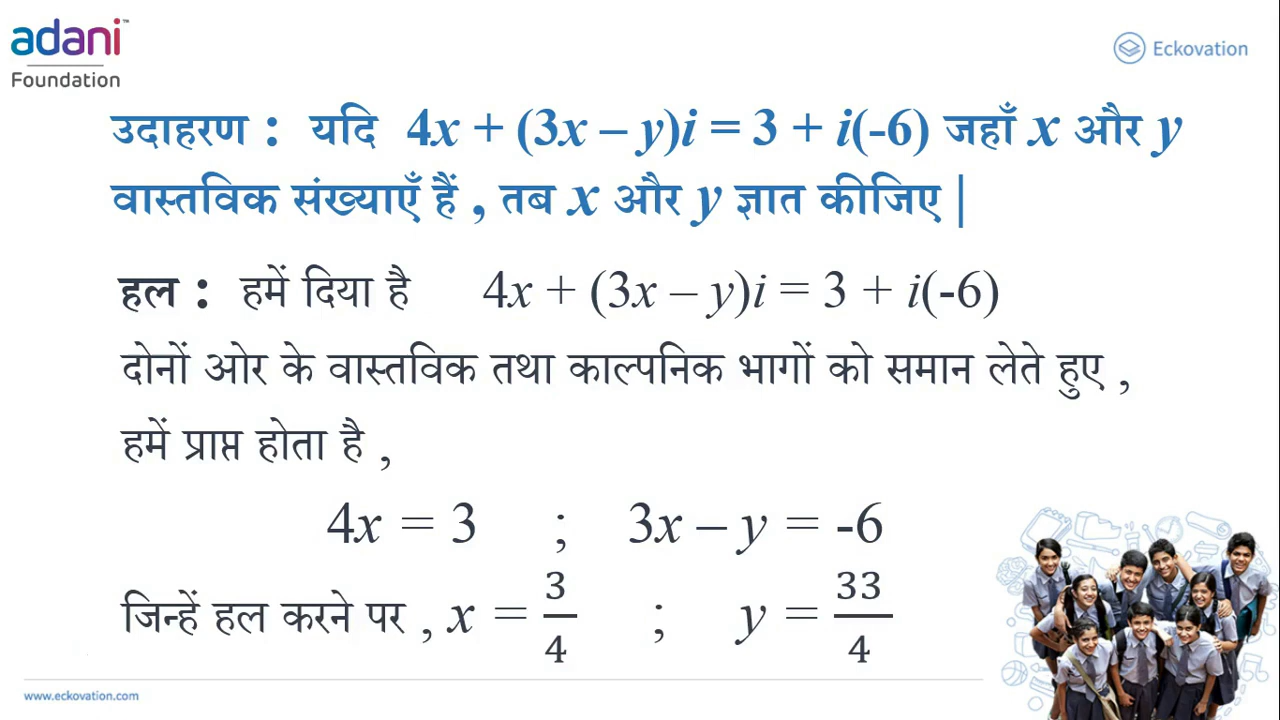 adani™
Foundation
Eckovation
उदाहरण : यदि 4x + (3x – y)i = 3 + i(-6) जहाँ x और y
वास्तविक संख्याएँ हैं , तब x और y ज्ञात कीजिए |
हल : हमें दिया है 4x + (3x – y)i = 3 + i(-6)
दोनों ओर के वास्तविक तथा काल्पनिक भागों को समान लेते हुए ,
हमें प्राप्त होता है ,
4x = 3 ; 3x – y = -6
जिन्हें हल करने पर , x = 3/4 ; y = 33/4
www.eckovation.com